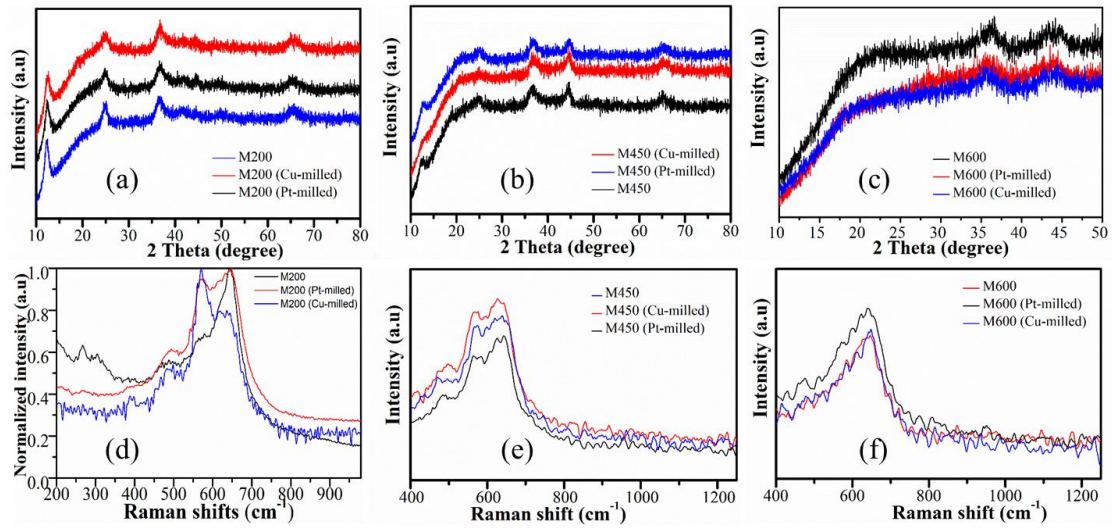 Intensity (a.u)
M200
M200 (Cu-milled)
M200 (Pt-milled)
(a)
10 20 30 40 50 60 70 80
2 Theta (degree)
Intensity (a.u)
M450 (Cu-milled)
M450 (Pt-milled)
M450
(b)
10 20 30 40 50 60 70 80
2 Theta (degree)
Intensity (a.u)
M600
M600 (Pt-milled)
M600 (Cu-milled)
(c)
10 15 20 25 30 35 40 45 50
2 Theta (degree)
Normalized intensity (a.u)
1.0
0.8
0.6
0.4
0.2
0.0
M200
M200 (Pt-milled)
M200 (Cu-milled)
(d)
200 300 400 500 600 700 800 900
Raman shifts (cm-1)
Intensity (a.u)
M450
M450 (Cu-milled)
M450 (Pt-milled)
(e)
400 600 800 1000 1200
Raman shift (cm-1)
Intensity (a.u)
M600
M600 (Pt-milled)
M600 (Cu-milled)
(f)
400 600 800 1000 1200
Raman shift (cm-1)